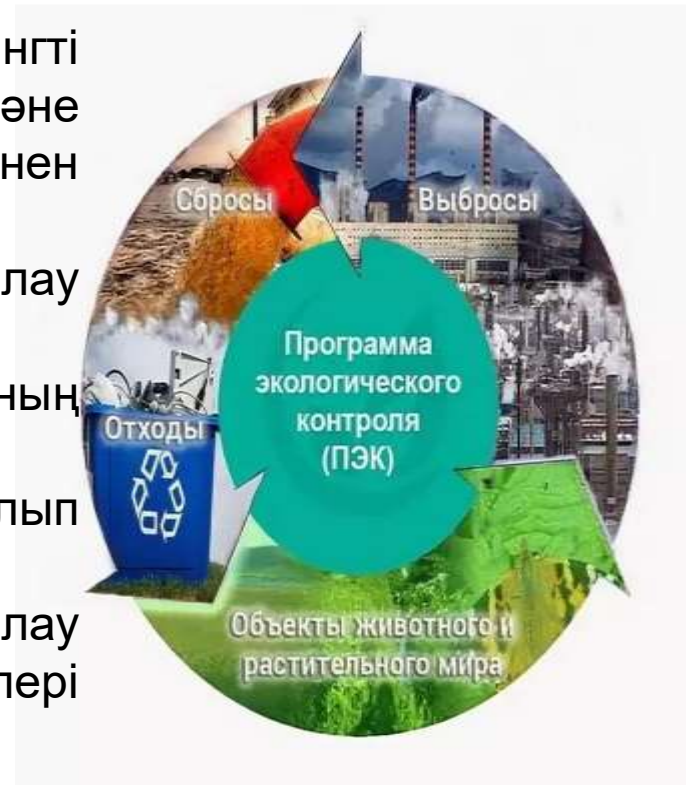 нгті
әне
нен
лау
ның
лып
лау
лері
Сбросы
Выбросы
Отходы
Программа
экологического
контроля
(ПЭК)
Объекты животного и
растительного мира